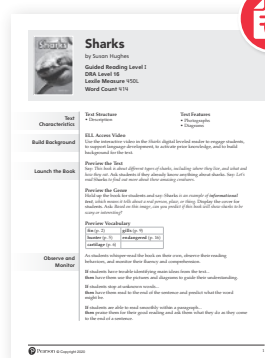 Sharks
Sharks
by Susan Hughes
Guided Reading Level I
DRA Level 16
Lexile Measure 450L
Word Count 414
Text
Characteristics
Text Structure
• Description
Text Features
• Photographs
• Diagrams
Build Background
ELL Access Video
Use the interactive video in the Sharks digital leveled reader to engage students,
to support language development, to activate prior knowledge, and to build
background for the text.
Launch the Book
Preview the Text
Say: This book is about different types of sharks, including where they live, and what and
how they eat. Ask students if they already know anything about sharks. Say: Let's
read Sharks to find out more about these amazing creatures.
Preview the Genre
Hold up the book for students and say: Sharks is an example of informational
text, which means it tells about a real person, place, or thing. Display the cover for
students. Ask: Based on this image, can you predict if this book will show sharks to be
scary or interesting?
Preview Vocabulary
fin (p. 2)
gills (p. 9)
hunter (p. 5)
endangered (p. 16)
cartilage (p. 6)
Observe and
Monitor
As students whisper-read the book on their own, observe their reading
behaviors, and monitor their fluency and comprehension.
If students have trouble identifying main ideas from the text...
then have them use the pictures and diagrams to guide their understanding.
If students stop at unknown words...
then have them read to the end of the sentence and predict what the word
might be.
If students are able to read smoothly within a paragraph...
then praise them for their good reading and ask them what they do as they come
to the end of a sentence.
Pearson © Copyright 2020